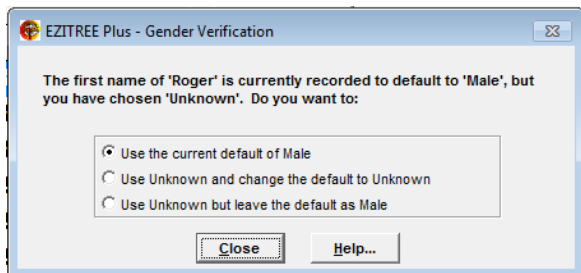 EZITREE Plus - Gender Verification
The first name of 'Roger' is currently recorded to default to 'Male', but
you have chosen 'Unknown'. Do you want to:
Use the current default of Male
Use Unknown and change the default to Unknown
Use Unknown but leave the default as Male
Close Help...